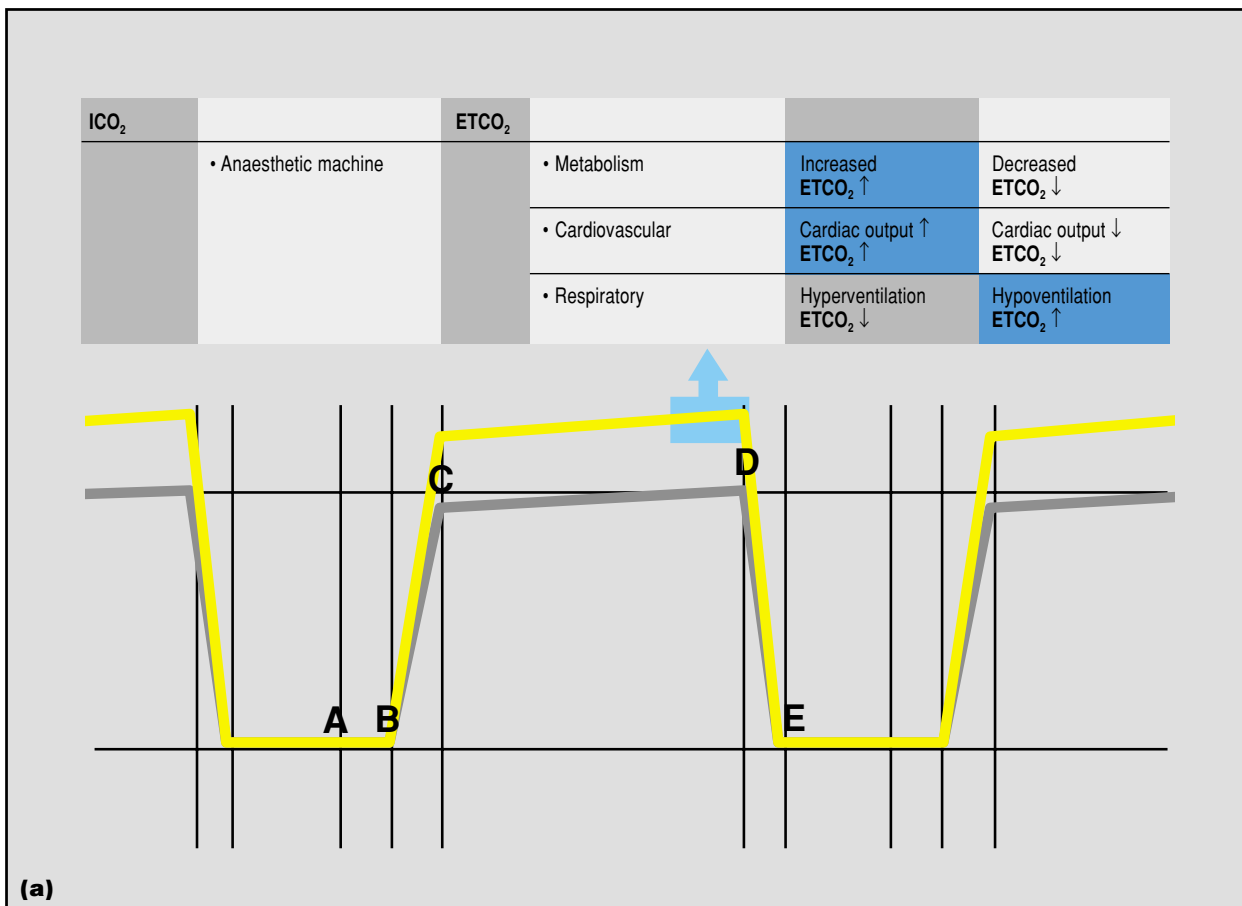 ICO₂ ETCO₂
• Anaesthetic machine • Metabolism Increased Decreased
ETCO₂ ↑ ETCO₂ ↓
• Cardiovascular Cardiac output ↑ Cardiac output ↓
ETCO₂ ↑ ETCO₂ ↓
• Respiratory Hyperventilation Hypoventilation
ETCO₂ ↓ ETCO₂ ↑
C D
A B E
(a)